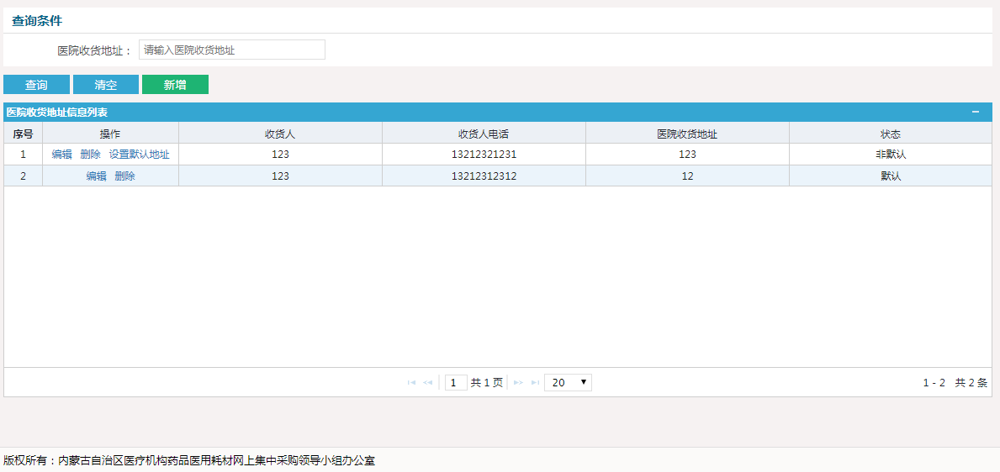 查询条件
医院收货地址： 请输入医院收货地址
查询 清空 新增
医院收货地址信息列表
序号 操作 收货人 收货人电话 医院收货地址 状态
1 编辑 删除 设置默认地址 123 13212321231 123 非默认
2 编辑 删除 123 13212312312 12 默认
1 共 1 页 20 1 - 2 共 2 条
版权所有：内蒙古自治区医疗机构药品医用耗材网上集中采购领导小组办公室